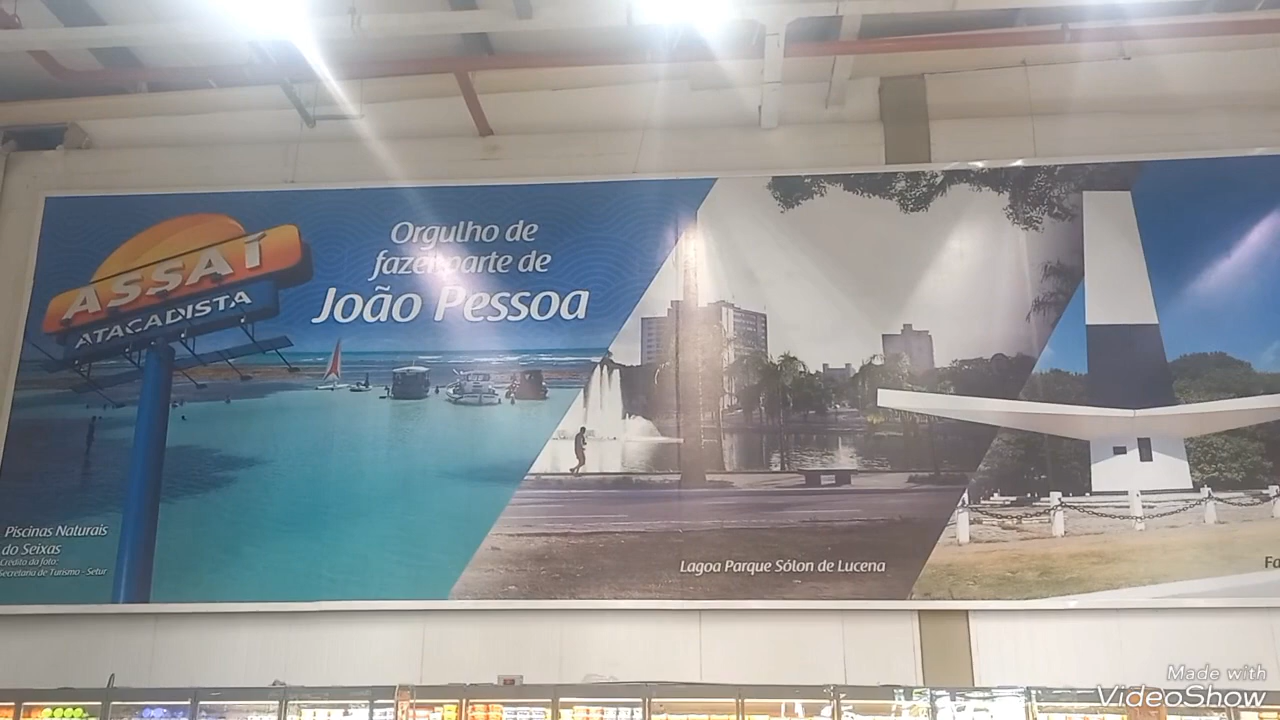 ASSAÍ
ATACADISTA
Orgulho de
fazer parte de
João Pessoa
Piscinas Naturais
do Seixas
Crédito da foto:
Secretaria de Turismo - Setur
Lagoa Parque Sólon de Lucena
Made with
VideoShow